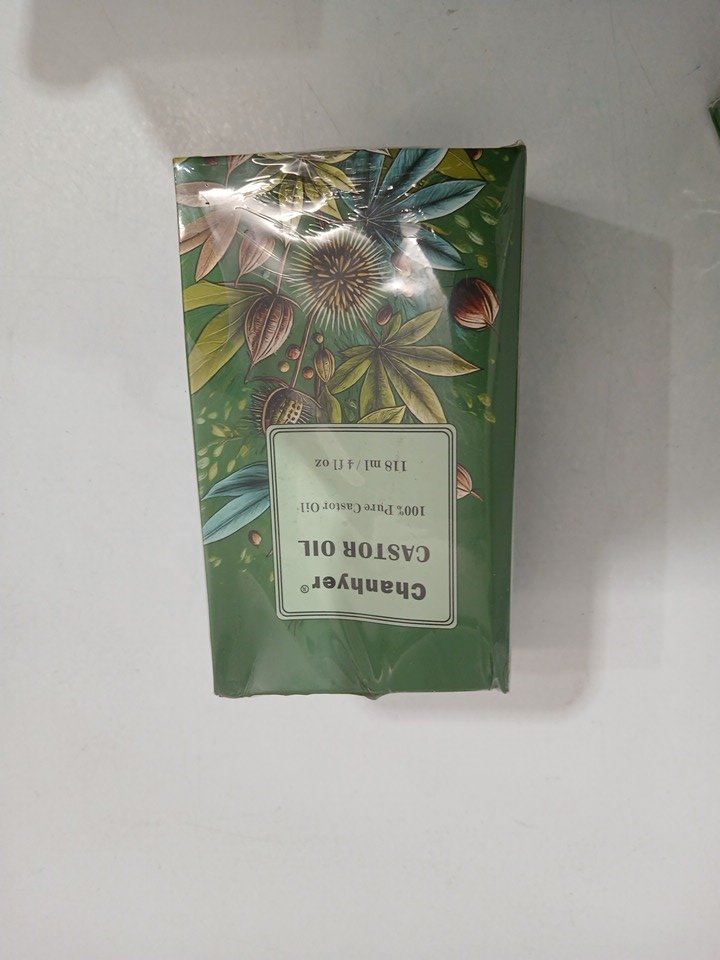 Chanhyer®
CASTOR OIL
100% Pure Castor Oil
118 ml / 4 fl oz